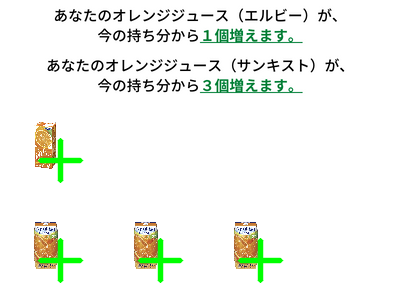 あなたのオレンジジュース（エルビー）が、
今の持ち分から１個増えます。
あなたのオレンジジュース（サンキスト）が、
今の持ち分から３個増えます。